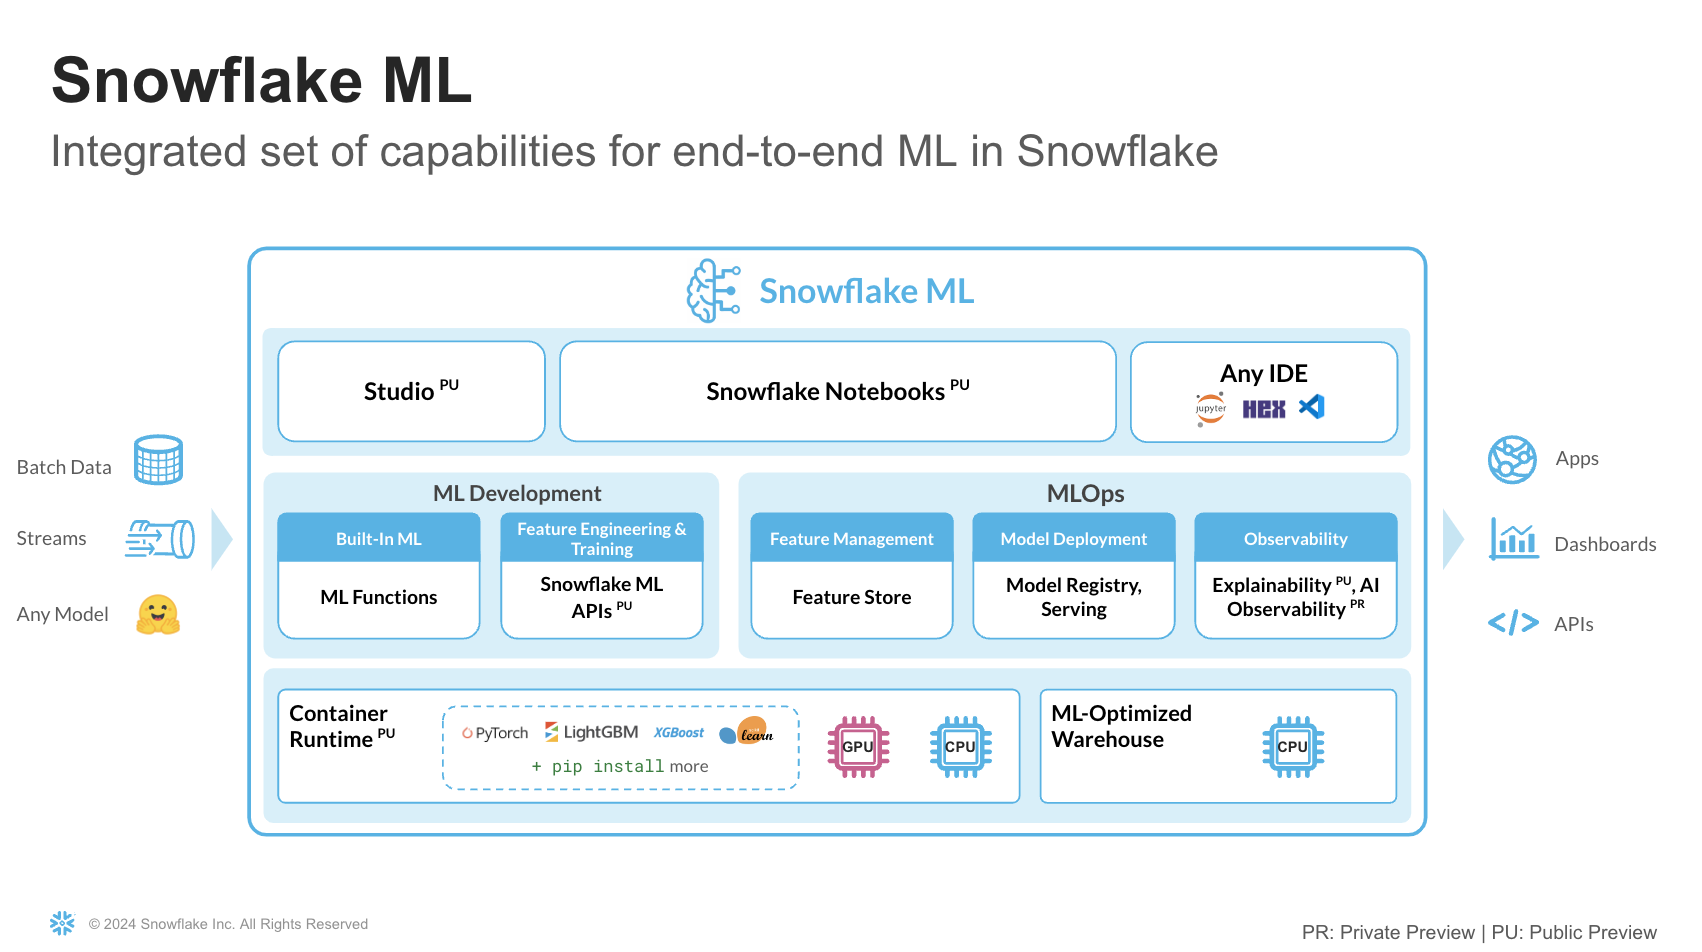 Snowflake ML
Integrated set of capabilities for end-to-end ML in Snowflake
Snowflake ML
Studio PU
Snowflake Notebooks PU
Any IDE
jupyter
HEX
Batch Data
Streams
Any Model
ML Development
Built-In ML
ML Functions
Feature Engineering &
Training
Snowflake ML
APIs PU
MLOps
Feature Management
Feature Store
Model Deployment
Model Registry,
Serving
Observability
Explainability PU, AI
Observability PR
Container
Runtime PU
PyTorch
LightGBM
XGBoost
learn
+ pip install more
GPU
CPU
ML-Optimized
Warehouse
CPU
Apps
Dashboards
</> APIs
© 2024 Snowflake Inc. All Rights Reserved
PR: Private Preview | PU: Public Preview